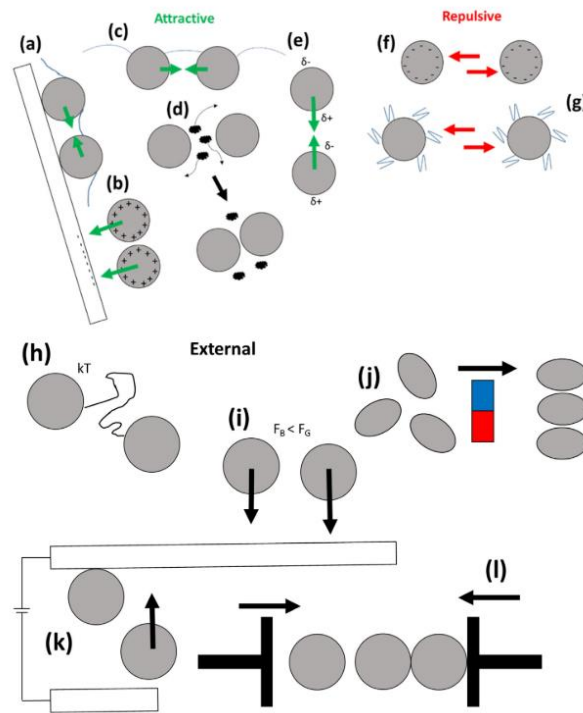 Attractive
Repulsive
(a)
(c)
(e)
(f)
δ-
(d)
δ+
(g)
δ-
(b)
δ+
+ + + + + + + + + +
+ + + + + + + + + +
(h)
External
kT
(j)
(i)
F_B < F_G
(l)
(k)